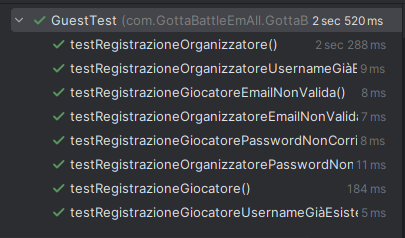 GuestTest (com.GottaBattleEmAll.GottaB 2 sec 520 ms
testRegistrazioneOrganizzatore() 2 sec 288 ms
testRegistrazioneOrganizzatoreUsernameGiàE 9 ms
testRegistrazioneGiocatoreEmailNonValida() 8 ms
testRegistrazioneOrganizzatoreEmailNonValida 7 ms
testRegistrazioneGiocatorePasswordNonCorri 8 ms
testRegistrazioneOrganizzatorePasswordNon 11 ms
testRegistrazioneGiocatore() 184 ms
testRegistrazioneGiocatoreUsernameGiàEsiste 5 ms